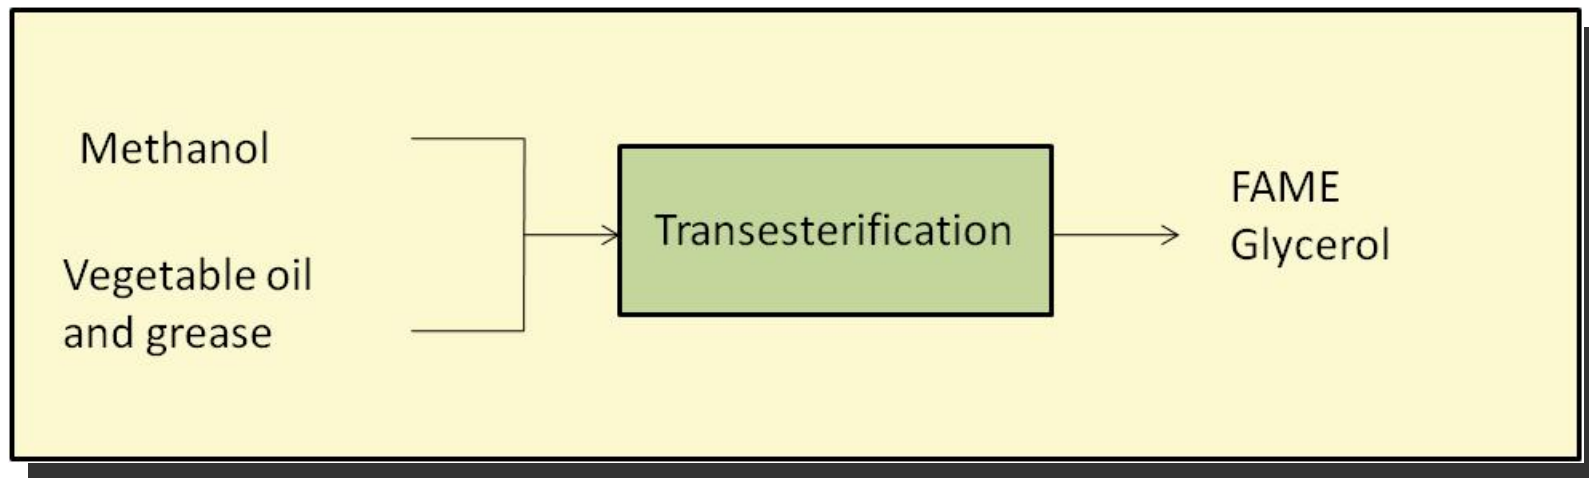 Methanol
Vegetable oil
and grease
Transesterification
FAME
Glycerol